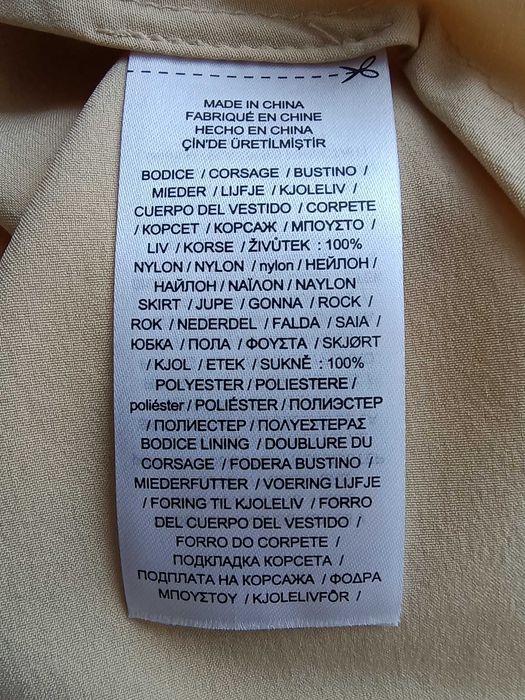 MADE IN CHINA
FABRIQUÉ EN CHINE
HECHO EN CHINA
ÇİN'DE ÜRETİLMİŞTİR
BODICE / CORSAGE / BUSTINO /
MIEDER / LIJFJE / KJOLELIV /
CUERPO DEL VESTIDO / CORPETE
/ КОРСЕТ / КОРСАЖ / ΜΠΟΥΣΤΟ /
LIV / KORSE / ŽIVŮTEK : 100%
NYLON / NYLON / nylon / НЕЙЛОН /
НАЙЛОН / ΝΑΪΛΟΝ / NAYLON
SKIRT / JUPE / GONNA / ROCK /
ROK / NEDERDEL / FALDA / SAIA /
ЮБКА / ПОЛА / ΦΟΥΣΤΑ / SKJØRT
/ KJOL / ETEK / SUKNĚ : 100%
POLYESTER / POLIESTERE /
poliéster / POLIÉSTER / ПОЛИЭСТЕР
/ ПОЛИЕСТЕР / ΠΟΛΥΕΣΤΕΡΑΣ
BODICE LINING / DOUBLURE DU
CORSAGE / FODERA BUSTINO /
MIEDERFUTTER / VOERING LIJFJE
/ FORING TIL KJOLELIV / FORRO
DEL CUERPO DEL VESTIDO /
FORRO DO CORPETE /
ПОДКЛАДКА КОРСЕТА /
ПОДПЛАТА НА КОРСАЖА / ΦΟΔΡΑ
ΜΠΟΥΣΤΟΥ / KJOLELIVFÔR /